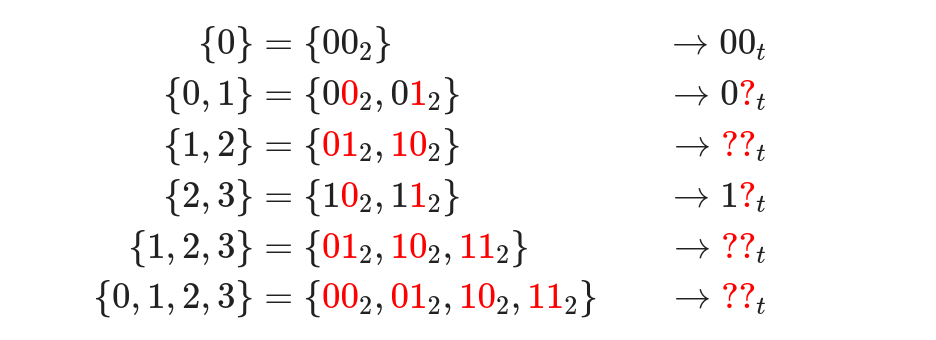 {0} = {00₂} → 00ₜ
{0, 1} = {00₂, 01₂} → 0?ₜ
{1, 2} = {01₂, 10₂} → ??ₜ
{2, 3} = {10₂, 11₂} → 1?ₜ
{1, 2, 3} = {01₂, 10₂, 11₂} → ??ₜ
{0, 1, 2, 3} = {00₂, 01₂, 10₂, 11₂} → ??ₜ